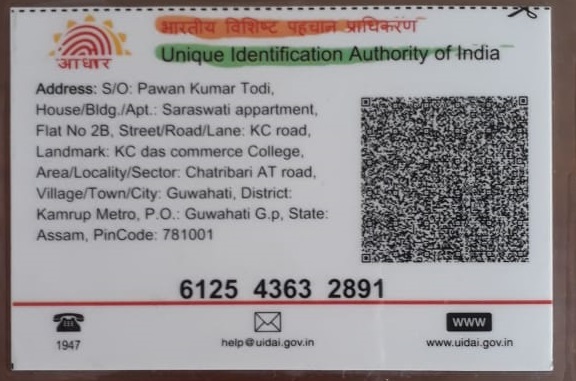 भारतीय विशिष्ट पहचान प्राधिकरण
Unique Identification Authority of India
आधार
Address: S/O: Pawan Kumar Todi,
House/Bldg./Apt.: Saraswati appartment,
Flat No 2B, Street/Road/Lane: KC road,
Landmark: KC das commerce College,
Area/Locality/Sector: Chatribari AT road,
Village/Town/City: Guwahati, District:
Kamrup Metro, P.O.: Guwahati G.p, State:
Assam, PinCode: 781001
6125 4363 2891
1947
help@uidai.gov.in
WWW
www.uidai.gov.in